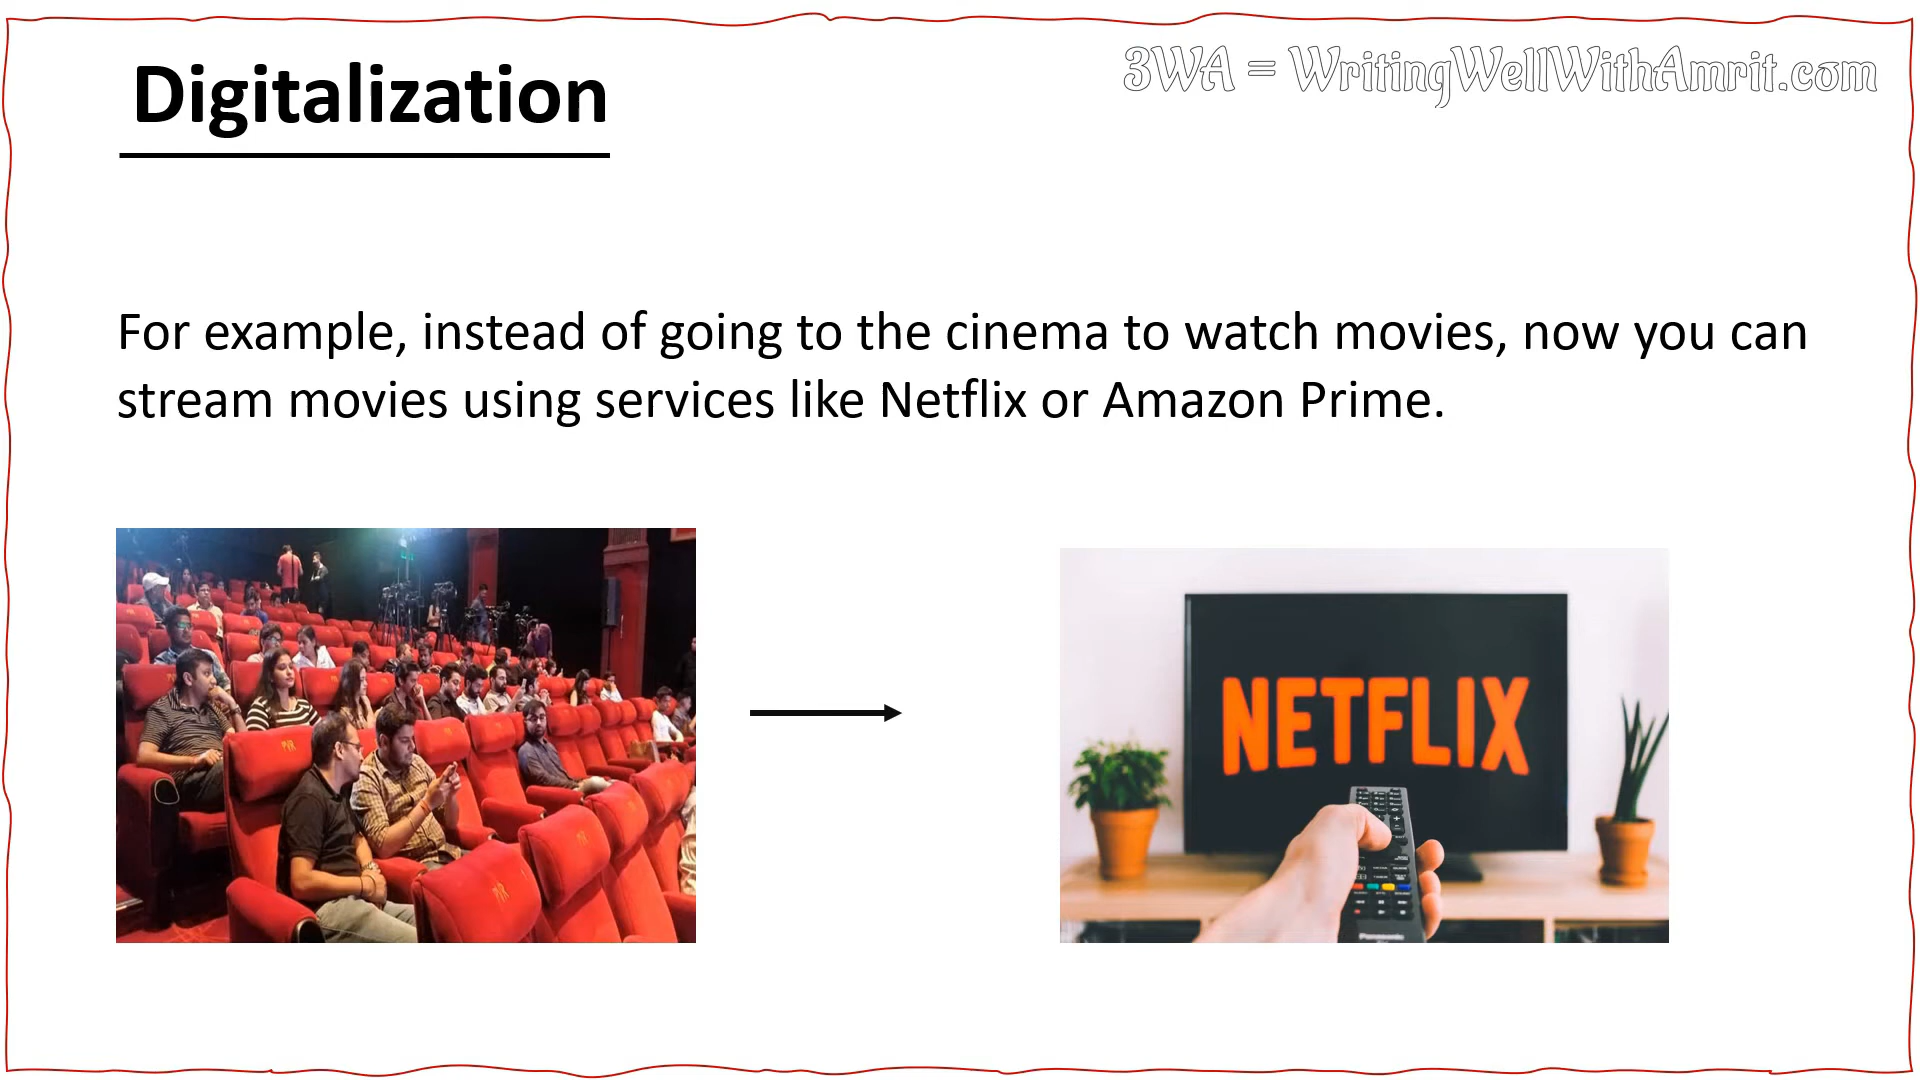 Digitalization
3WA = WritingWellWithAmrit.com
For example, instead of going to the cinema to watch movies, now you can
stream movies using services like Netflix or Amazon Prime.
NETFLIX
Panasonic